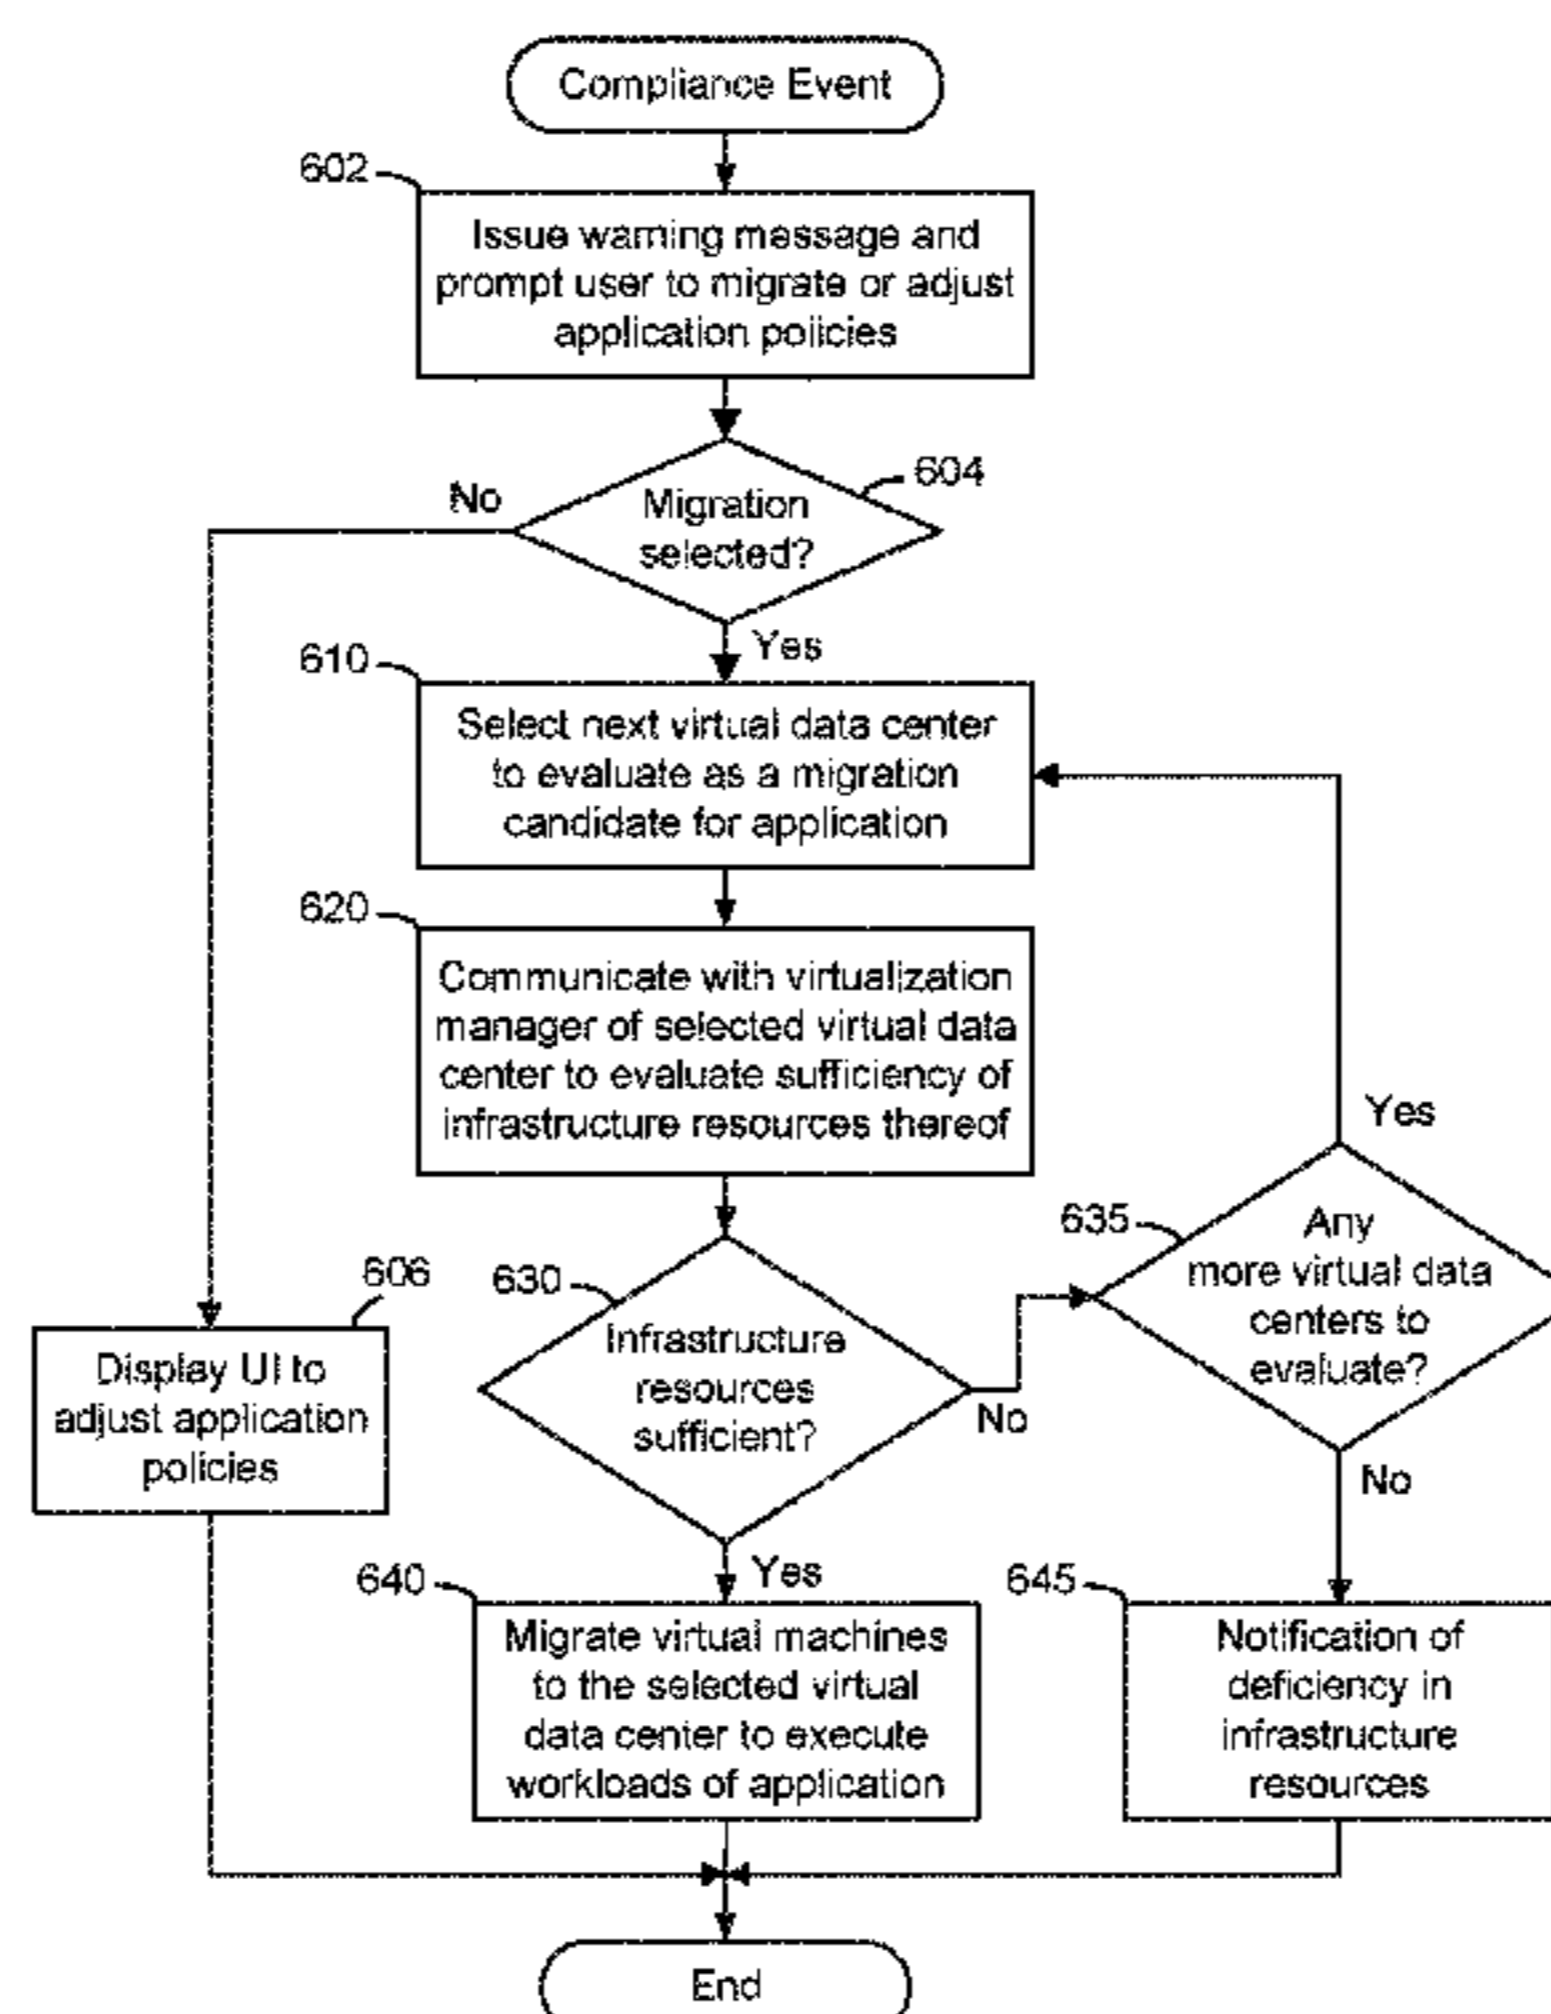 Compliance Event
602
Issue warning message and
prompt user to migrate or adjust
application policies
604
No
Migration
selected?
Yes
610
Select next virtual data center
to evaluate as a migration
candidate for application
620
Communicate with virtualization
manager of selected virtual data
center to evaluate sufficiency of
infrastructure resources thereof
Yes
635
Any
more virtual data
centers to
evaluate?
606
Display UI to
adjust application
policies
630
Infrastructure
resources
sufficient?
No
No
Yes
640
Migrate virtual machines
to the selected virtual
data center to execute
workloads of application
645
Notification of
deficiency in
infrastructure
resources
End